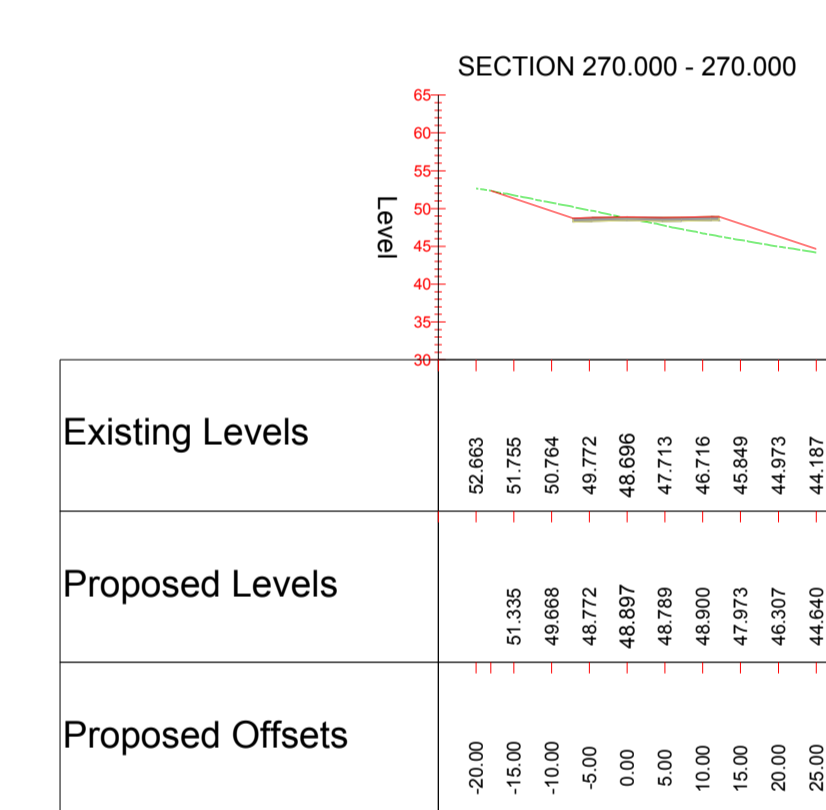 SECTION 270.000 - 270.000
Level
65
60
55
50
45
40
35
30
Existing Levels
52.663 51.755 50.764 49.772 48.696 47.713 46.716 45.849 44.973 44.187
Proposed Levels
51.335 49.668 48.772 48.897 48.789 48.900 47.973 46.307 44.640
Proposed Offsets
-20.00 -15.00 -10.00 -5.00 0.00 5.00 10.00 15.00 20.00 25.00